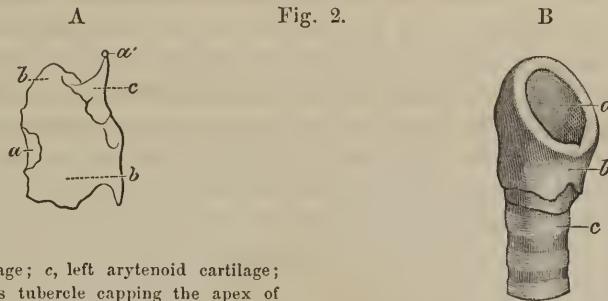 A Fig. 2. B
a′
b
c
a
a
b
b
c
age; c, left arytenoid cartilage;
s tubercle capping the apex of